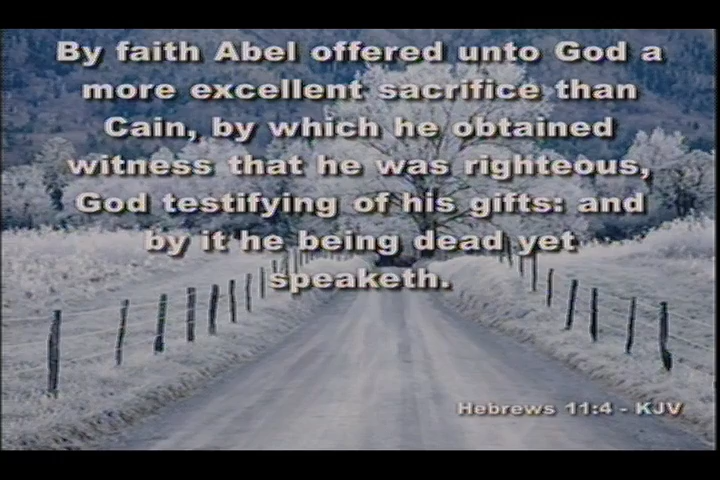 By faith Abel offered unto God a
more excellent sacrifice than
Cain, by which he obtained
witness that he was righteous,
God testifying of his gifts: and
by it he being dead yet
speaketh.
Hebrews 11:4 - KJV